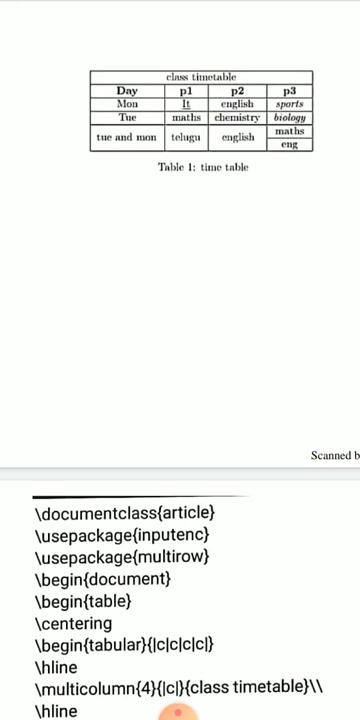 class timetable
Day p1 p2 p3
Mon It english sports
Tue maths chemistry biology
tue and mon telugu english maths
eng
Table 1: time table
Scanned b
\documentclass{article}
\usepackage{inputenc}
\usepackage{multirow}
\begin{document}
\begin{table}
\centering
\begin{tabular}{|c|c|c|c|}
\hline
\multicolumn{4}{|c|}{class timetable}\\
\hline